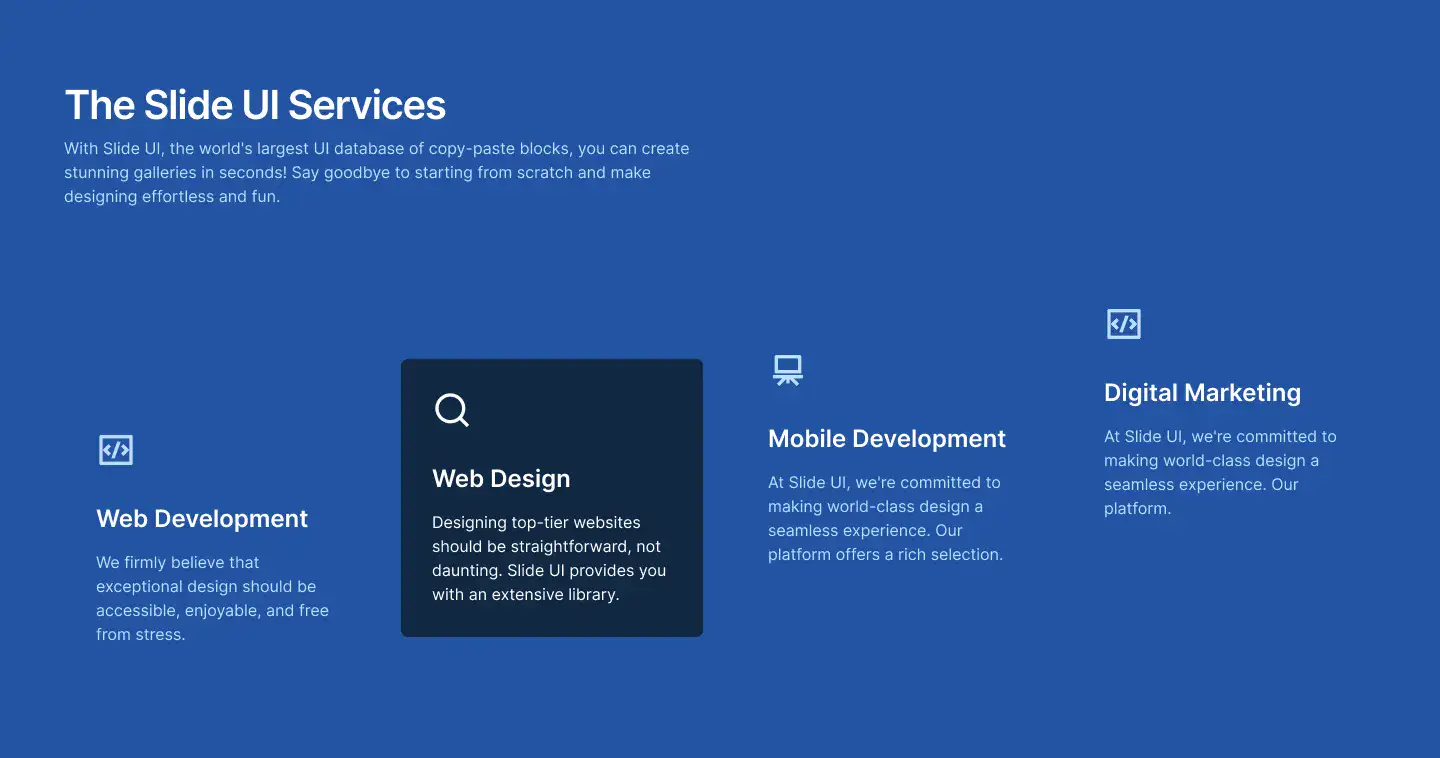 The Slide UI Services
With Slide UI, the world's largest UI database of copy-paste blocks, you can create
stunning galleries in seconds! Say goodbye to starting from scratch and make
designing effortless and fun.
Web Development
We firmly believe that
exceptional design should be
accessible, enjoyable, and free
from stress.
Web Design
Designing top-tier websites
should be straightforward, not
daunting. Slide UI provides you
with an extensive library.
Mobile Development
At Slide UI, we're committed to
making world-class design a
seamless experience. Our
platform offers a rich selection.
Digital Marketing
At Slide UI, we're committed to
making world-class design a
seamless experience. Our
platform.